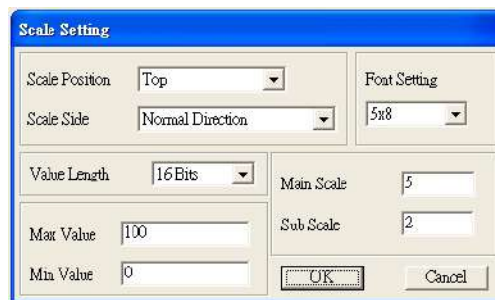 Scale Setting
Scale Position Top
Font Setting
Scale Side Normal Direction
5x8
Value Length 16 Bits
Main Scale 5
Max Value 100
Sub Scale 2
Min Value 0
OK Cancel